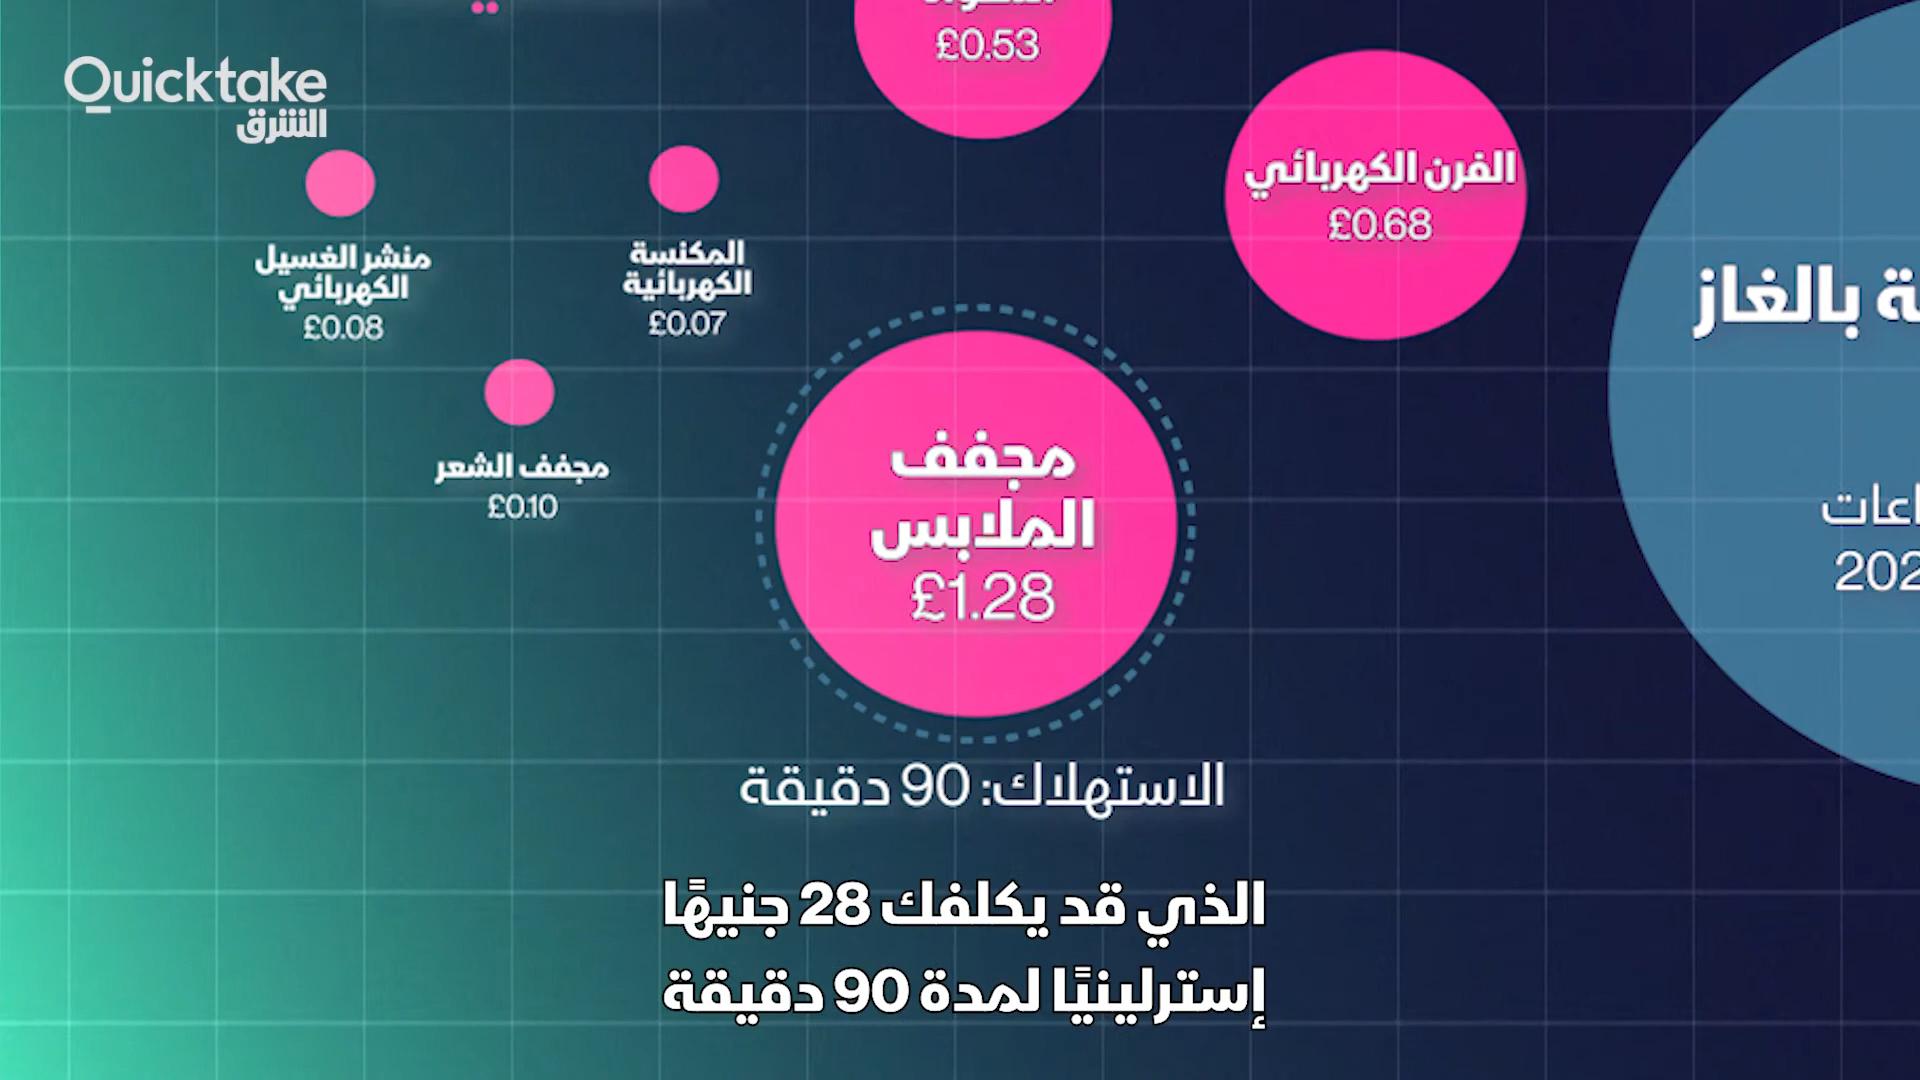 Quicktake
الشرق
£0.53
الفرن الكهربائي
£0.68
منشر الغسيل
الكهربائي
£0.08
المكنسة
الكهربائية
£0.07
مجفف الشعر
£0.10
مجفف
الملابس
£1.28
بالغاز
الاستهلاك: 90 دقيقة
الذي قد يكلفك 28 جنيهًا
إسترلينيًا لمدة 90 دقيقة